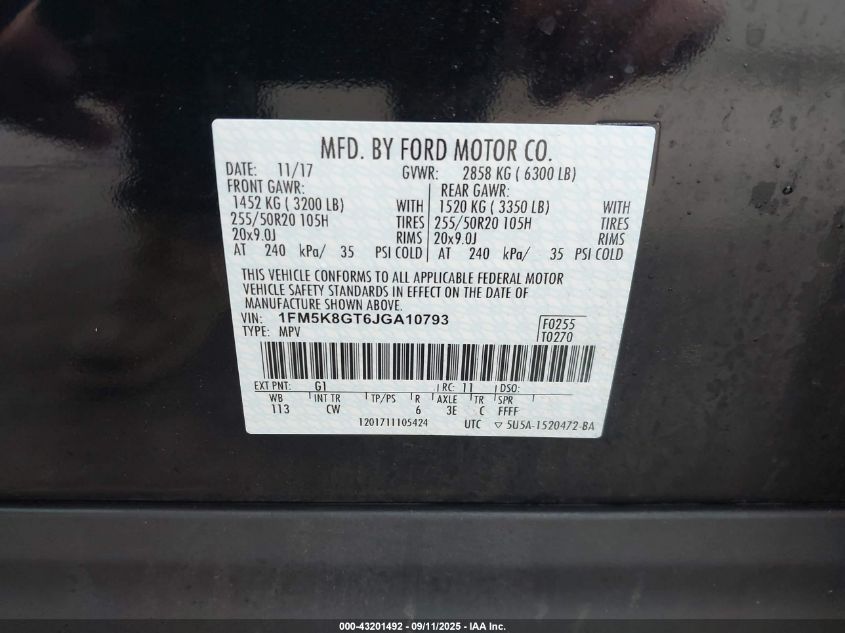 MFD. BY FORD MOTOR CO.
DATE: 11/17 GVWR: 2858 KG ( 6300 LB)
FRONT GAWR: REAR GAWR:
1452 KG ( 3200 LB) WITH 1520 KG ( 3350 LB) WITH
255/50R20 105H TIRES 255/50R20 105H TIRES
20x9.0J RIMS 20x9.0J RIMS
AT 240 kPa/ 35 PSI COLD AT 240 kPa/ 35 PSI COLD
THIS VEHICLE CONFORMS TO ALL APPLICABLE FEDERAL MOTOR
VEHICLE SAFETY STANDARDS IN EFFECT ON THE DATE OF
MANUFACTURE SHOWN ABOVE.
VIN: 1FM5K8GT6JGA10793 F0255
TYPE: MPV T0270
EXT PNT: G1 RC: 11 DSO:
WB INT TR TP/PS R AXLE TR SPR
113 CW 6 3E C FFFF
1201711105424 UTC ▽ 5U5A-1520472-BA
000-43201492 - 09/11/2025 - IAA Inc.